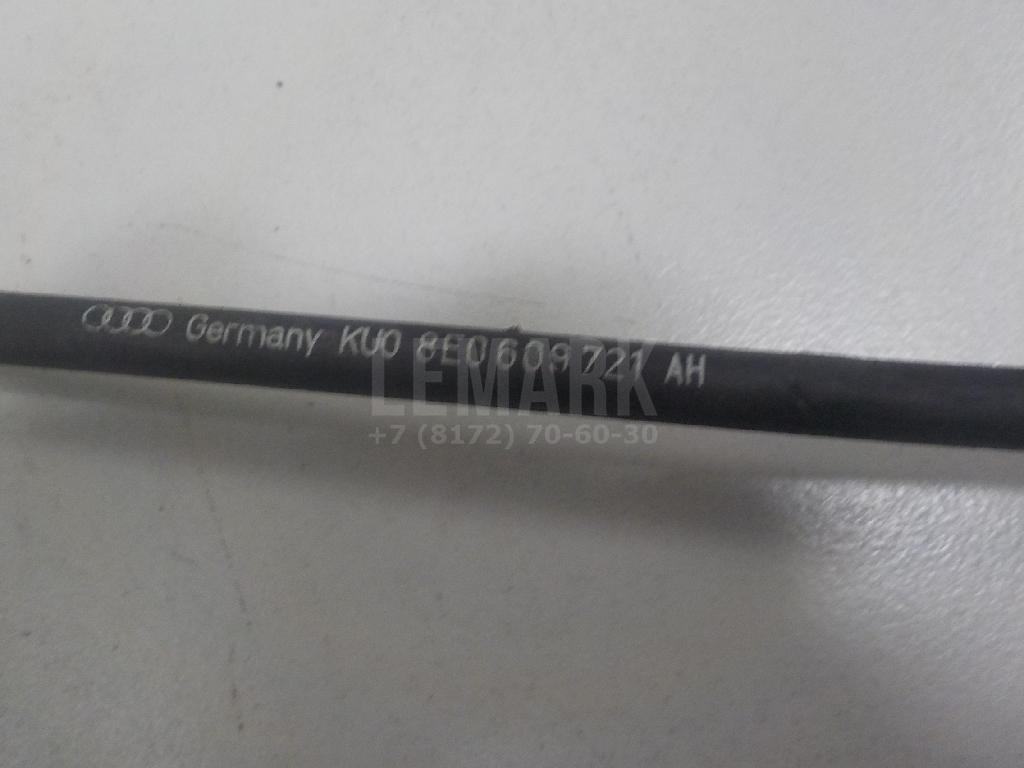 Germany KU0 8E0609721 AH
LEMARK
+7 (8172) 70-60-30